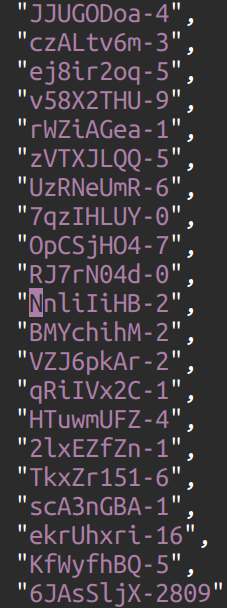 "JJUGODoa-4",
"czALtv6m-3",
"ej8ir2oq-5",
"v58X2THU-9",
"rWZiAGea-1",
"zVTXJLQQ-5",
"UzRNeUmR-6",
"7qzIHLUY-0",
"OpCSjHO4-7",
"RJ7rN04d-0",
"NnliIiHB-2",
"BMYchihM-2",
"VZJ6pkAr-2",
"qRiIVx2C-1",
"HTuwmUFZ-4",
"2lxEZfZn-1",
"TkxZr151-6",
"scA3nGBA-1",
"ekrUhxri-16",
"KfWyfhBQ-5",
"6JAsSljX-2809"